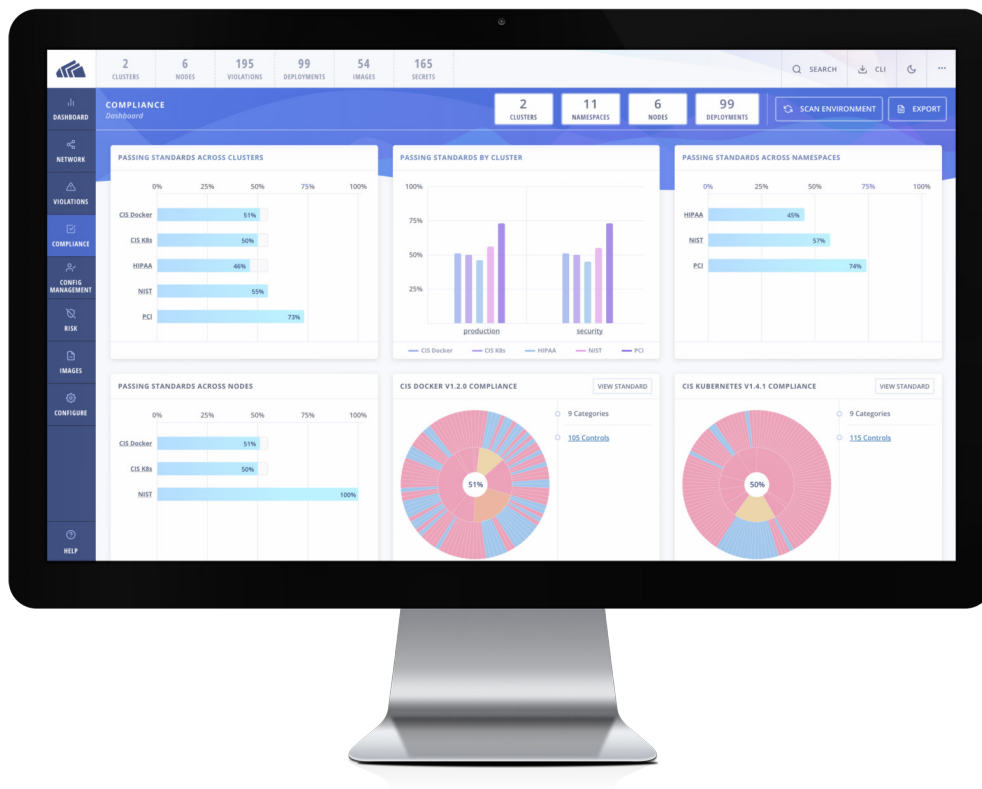 2 6 195 99 54 165
CLUSTERS NODES VIOLATIONS DEPLOYMENTS IMAGES SECRETS
SEARCH CLI
DASHBOARD
NETWORK
VIOLATIONS
COMPLIANCE
CONFIG
MANAGEMENT
RISK
IMAGES
CONFIGURE
HELP
COMPLIANCE
Dashboard
2 11 6 99
CLUSTERS NAMESPACES NODES DEPLOYMENTS
SCAN ENVIRONMENT EXPORT
PASSING STANDARDS ACROSS CLUSTERS
0% 25% 50% 75% 100%
CIS Docker 51%
CIS K8s 50%
HIPAA 46%
NIST 55%
PCI 73%
PASSING STANDARDS BY CLUSTER
100%
75%
50%
25%
production security
CIS Docker CIS K8s HIPAA NIST PCI
PASSING STANDARDS ACROSS NAMESPACES
0% 25% 50% 75% 100%
HIPAA 45%
NIST 57%
PCI 74%
PASSING STANDARDS ACROSS NODES
0% 25% 50% 75% 100%
CIS Docker 51%
CIS K8s 50%
NIST 100%
CIS DOCKER V1.2.0 COMPLIANCE VIEW STANDARD
9 Categories
105 Controls
51%
CIS KUBERNETES V1.4.1 COMPLIANCE VIEW STANDARD
9 Categories
115 Controls
50%